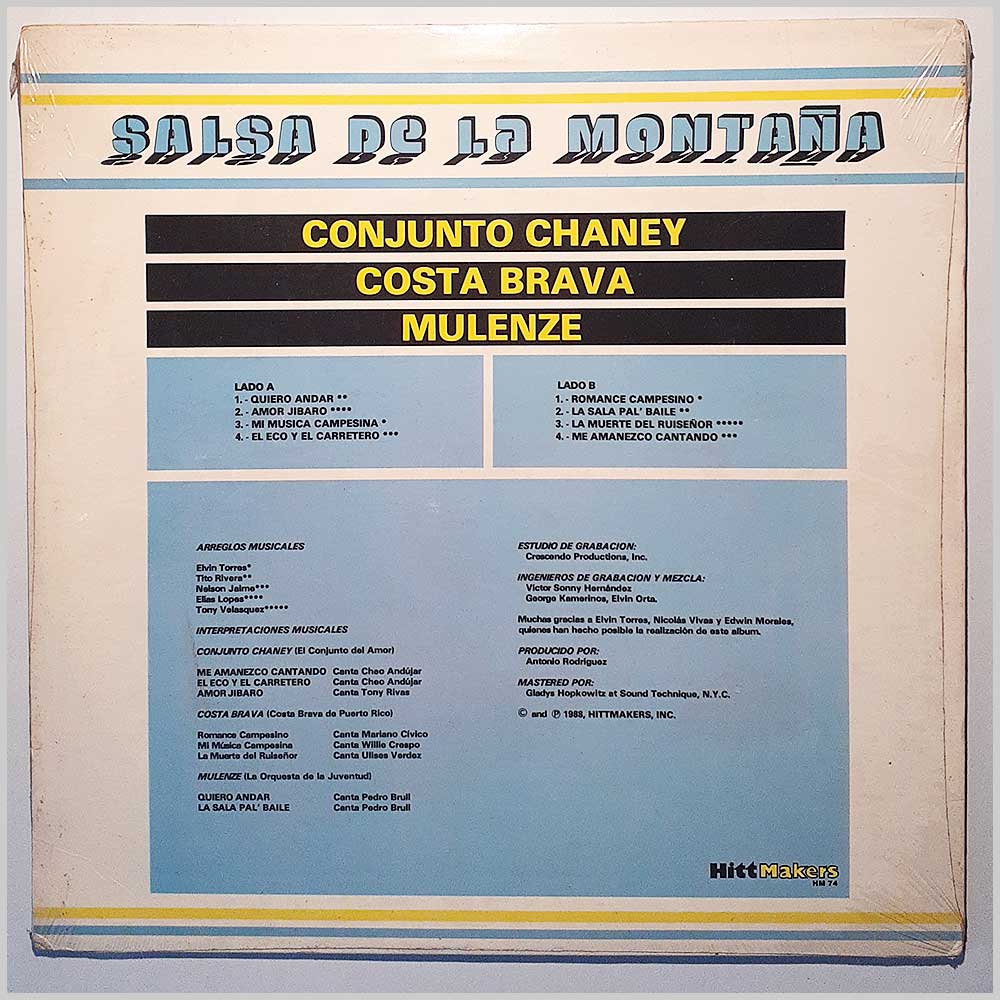 SALSA DE LA MONTAÑA
CONJUNTO CHANEY
COSTA BRAVA
MULENZE
LADO A
1.- QUIERO ANDAR **
2.- AMOR JIBARO ****
3.- MI MUSICA CAMPESINA *
4.- EL ECO Y EL CARRETERO ***
LADO B
1.- ROMANCE CAMPESINO *
2.- LA SALA PAL' BAILE **
3.- LA MUERTE DEL RUISEÑOR *****
4.- ME AMANEZCO CANTANDO ***
ARREGLOS MUSICALES
Elvin Torres*
Tito Rivera**
Nelson Jaime***
Elias Lopes****
Tony Velasquez*****
INTERPRETACIONES MUSICALES
CONJUNTO CHANEY (El Conjunto del Amor)
ME AMANEZCO CANTANDO Canta Cheo Andújar
EL ECO Y EL CARRETERO Canta Cheo Andújar
AMOR JIBARO Canta Tony Rivas
COSTA BRAVA (Costa Brava de Puerto Rico)
Romance Campesino Canta Mariano Cívico
Mi Música Campesina Canta Willie Crespo
La Muerte del Ruiseñor Canta Ulises Verdez
MULENZE (La Orquesta de la Juventud)
QUIERO ANDAR Canta Pedro Brull
LA SALA PAL' BAILE Canta Pedro Brull
ESTUDIO DE GRABACION:
Crescendo Productions, Inc.
INGENIEROS DE GRABACION Y MEZCLA:
Victor Sonny Hernández
George Kamerinos, Elvin Orta.
Muchas gracias a Elvin Torres, Nicolás Vivas y Edwin Morales,
quienes han hecho posible la realización de este album.
PRODUCIDO POR:
Antonio Rodriguez
MASTERED POR:
Gladys Hopkowitz at Sound Technique, N.Y.C.
© and ℗ 1988, HITTMAKERS, INC.
HittMakers
HM 74